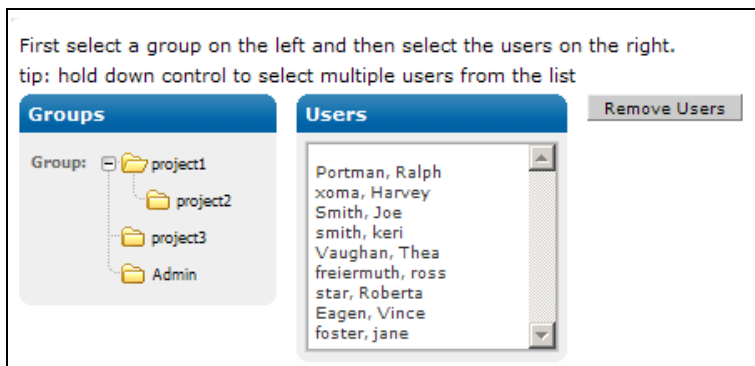 First select a group on the left and then select the users on the right.
tip: hold down control to select multiple users from the list
Groups
Group:
project1
project2
project3
Admin
Users
Portman, Ralph
xoma, Harvey
Smith, Joe
smith, keri
Vaughan, Thea
freiermuth, ross
star, Roberta
Eagen, Vince
foster, jane
Remove Users